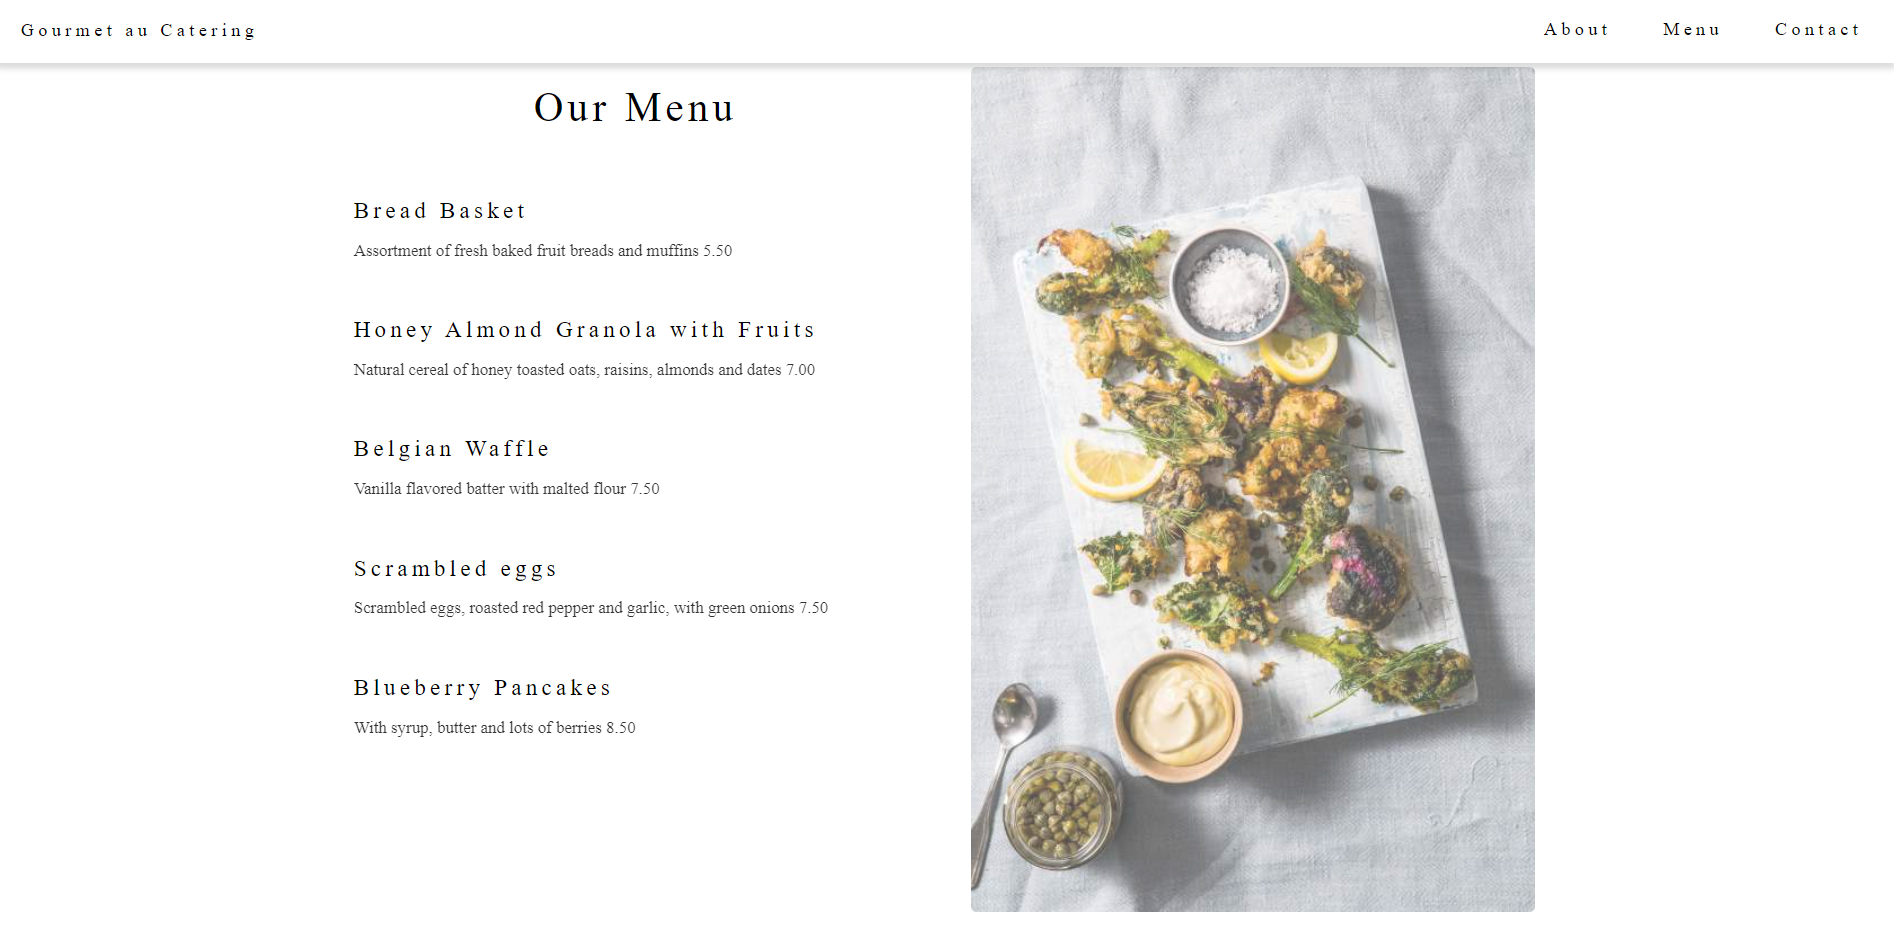 Gourmet au Catering
About Menu Contact
Our Menu
Bread Basket
Assortment of fresh baked fruit breads and muffins 5.50
Honey Almond Granola with Fruits
Natural cereal of honey toasted oats, raisins, almonds and dates 7.00
Belgian Waffle
Vanilla flavored batter with malted flour 7.50
Scrambled eggs
Scrambled eggs, roasted red pepper and garlic, with green onions 7.50
Blueberry Pancakes
With syrup, butter and lots of berries 8.50